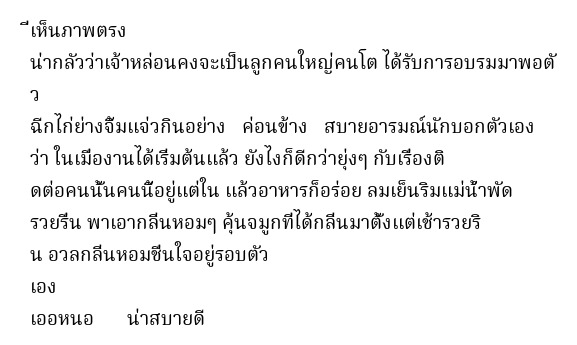 ี่เห็นภาพตรง
น่ากลัวว่าเจ้าหล่อนคงจะเป็นลูกคนใหญ่คนโต ได้รับการอบรมมาพอตั
ว
ฉีกไก่ย่างจิ้มแจ่วกินอย่าง ค่อนข้าง สบายอารมณ์นักบอกตัวเอง
ว่า ในเมื่องานได้เริ่มต้นแล้ว ยังไงก็ดีกว่ายุ่งๆ กับเรื่องติ
ดต่อคนนั้นคนนี้อยู่แต่ใน แล้วอาหารก็อร่อย ลมเย็นริมแม่น้ำพัด
รวยรื่น พาเอากลิ่นหอมๆ คุ้นจมูกที่ได้กลิ่นมาตั้งแต่เช้ารวยริ
น อวลกลิ่นหอมชื่นใจอยู่รอบตัว
เอง
เออหนอ น่าสบายดี